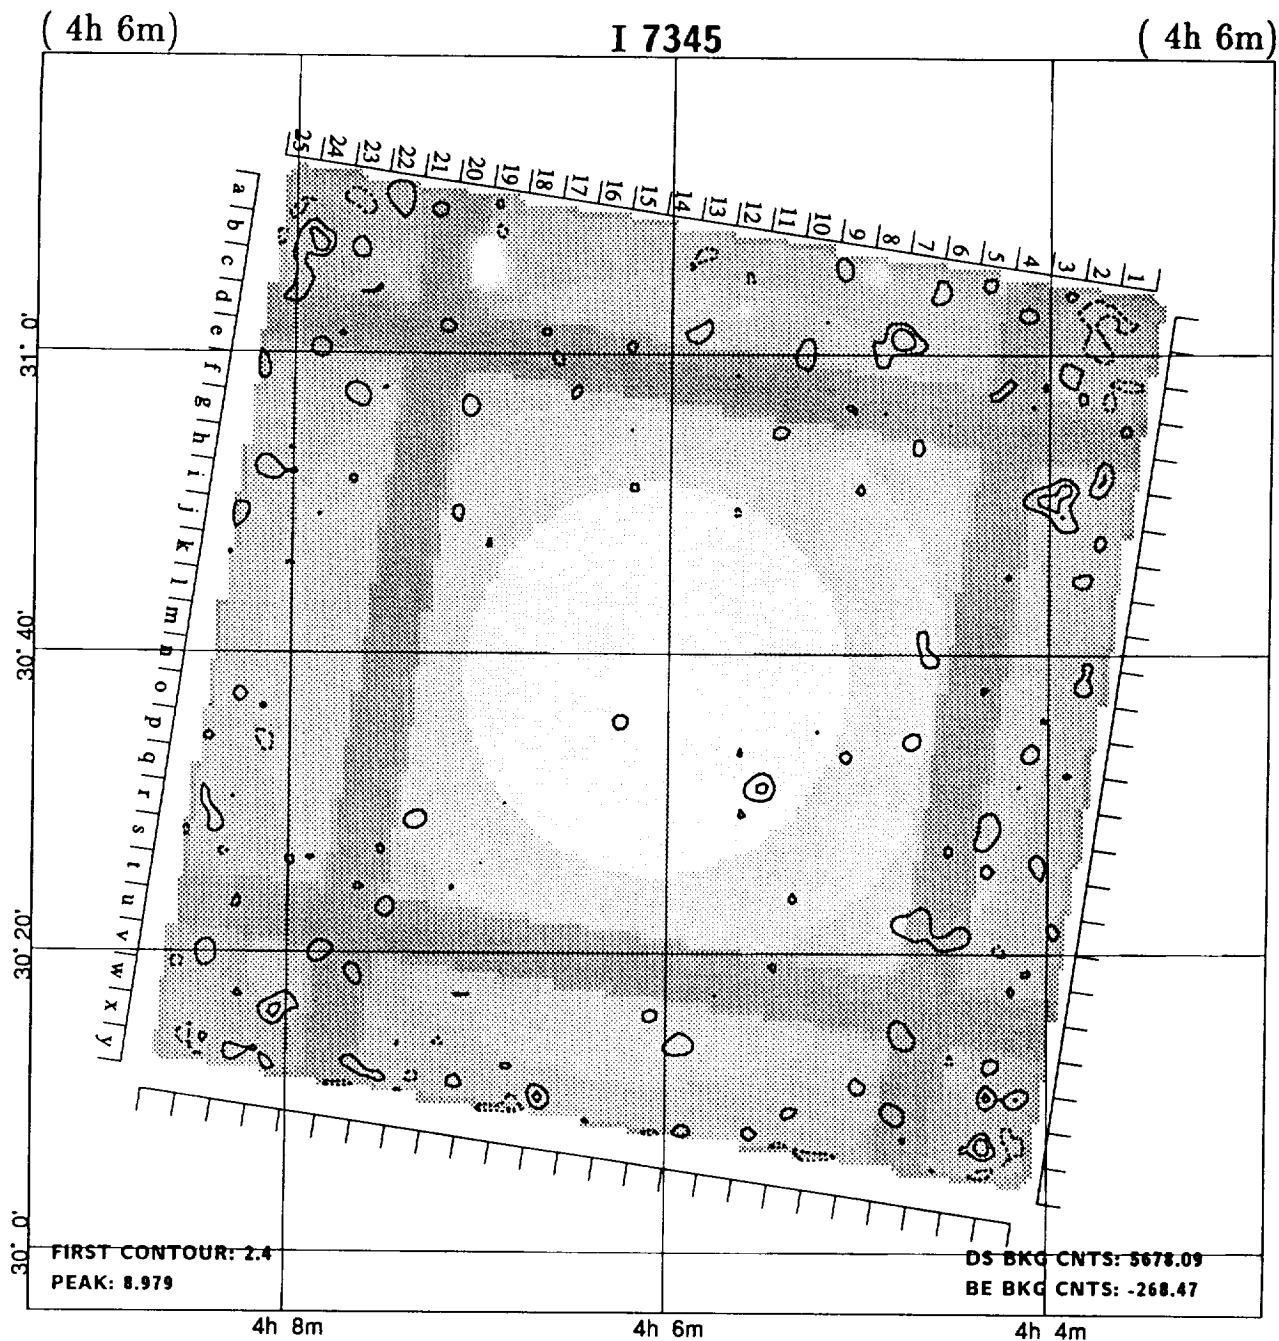 ( 4h 6m)
I 7345
( 4h 6m)
25 24 23 22 21 20 19 18 17 16 15 14 13 12 11 10 9 8 7 6 5 4 3 2 1
a b c d e f g h i j k l m n o p q r s t u v w x y
31° 0'
30° 40'
30° 20'
30° 0'
FIRST CONTOUR: 2.4
PEAK: 8.979
DS BKG CNTS: 5678.09
BE BKG CNTS: -268.47
4h 8m
4h 6m
4h 4m